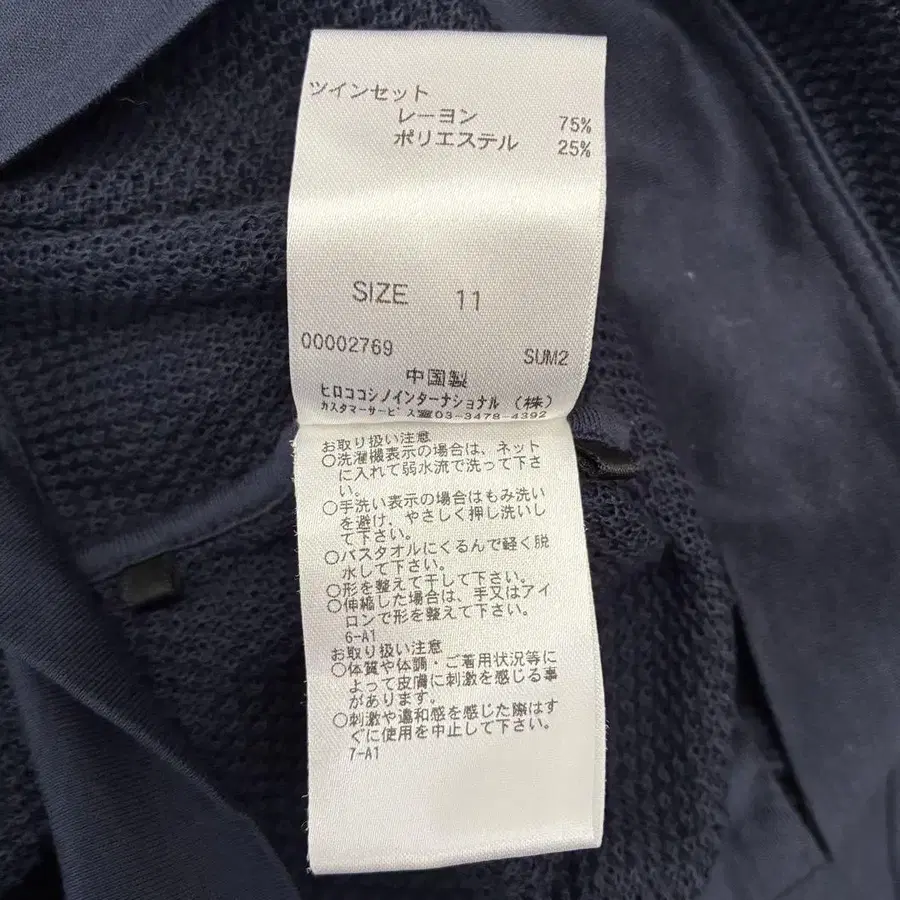 ツインセット
レーヨン 75%
ポリエステル 25%
SIZE 11
00002769 SUM2
中国製
ヒロココシノインターナショナル(株)
カスタマーサービス☎03-3478-4392
お取り扱い注意
○洗濯機表示の場合は、ネット
に入れて弱水流で洗って下さ
い。
○手洗い表示の場合はもみ洗い
を避け、やさしく押し洗いし
て下さい。
○バスタオルにくるんで軽く脱
水して下さい。
○形を整えて干して下さい。
○伸縮した場合は、手又はアイ
ロンで形を整えて下さい。
6-A1
お取り扱い注意
○体質や体調・ご着用状況等に
よって皮膚に刺激を感じる事
があります。
○刺激や違和感を感じた際はす
ぐに使用を中止して下さい。
7-A1